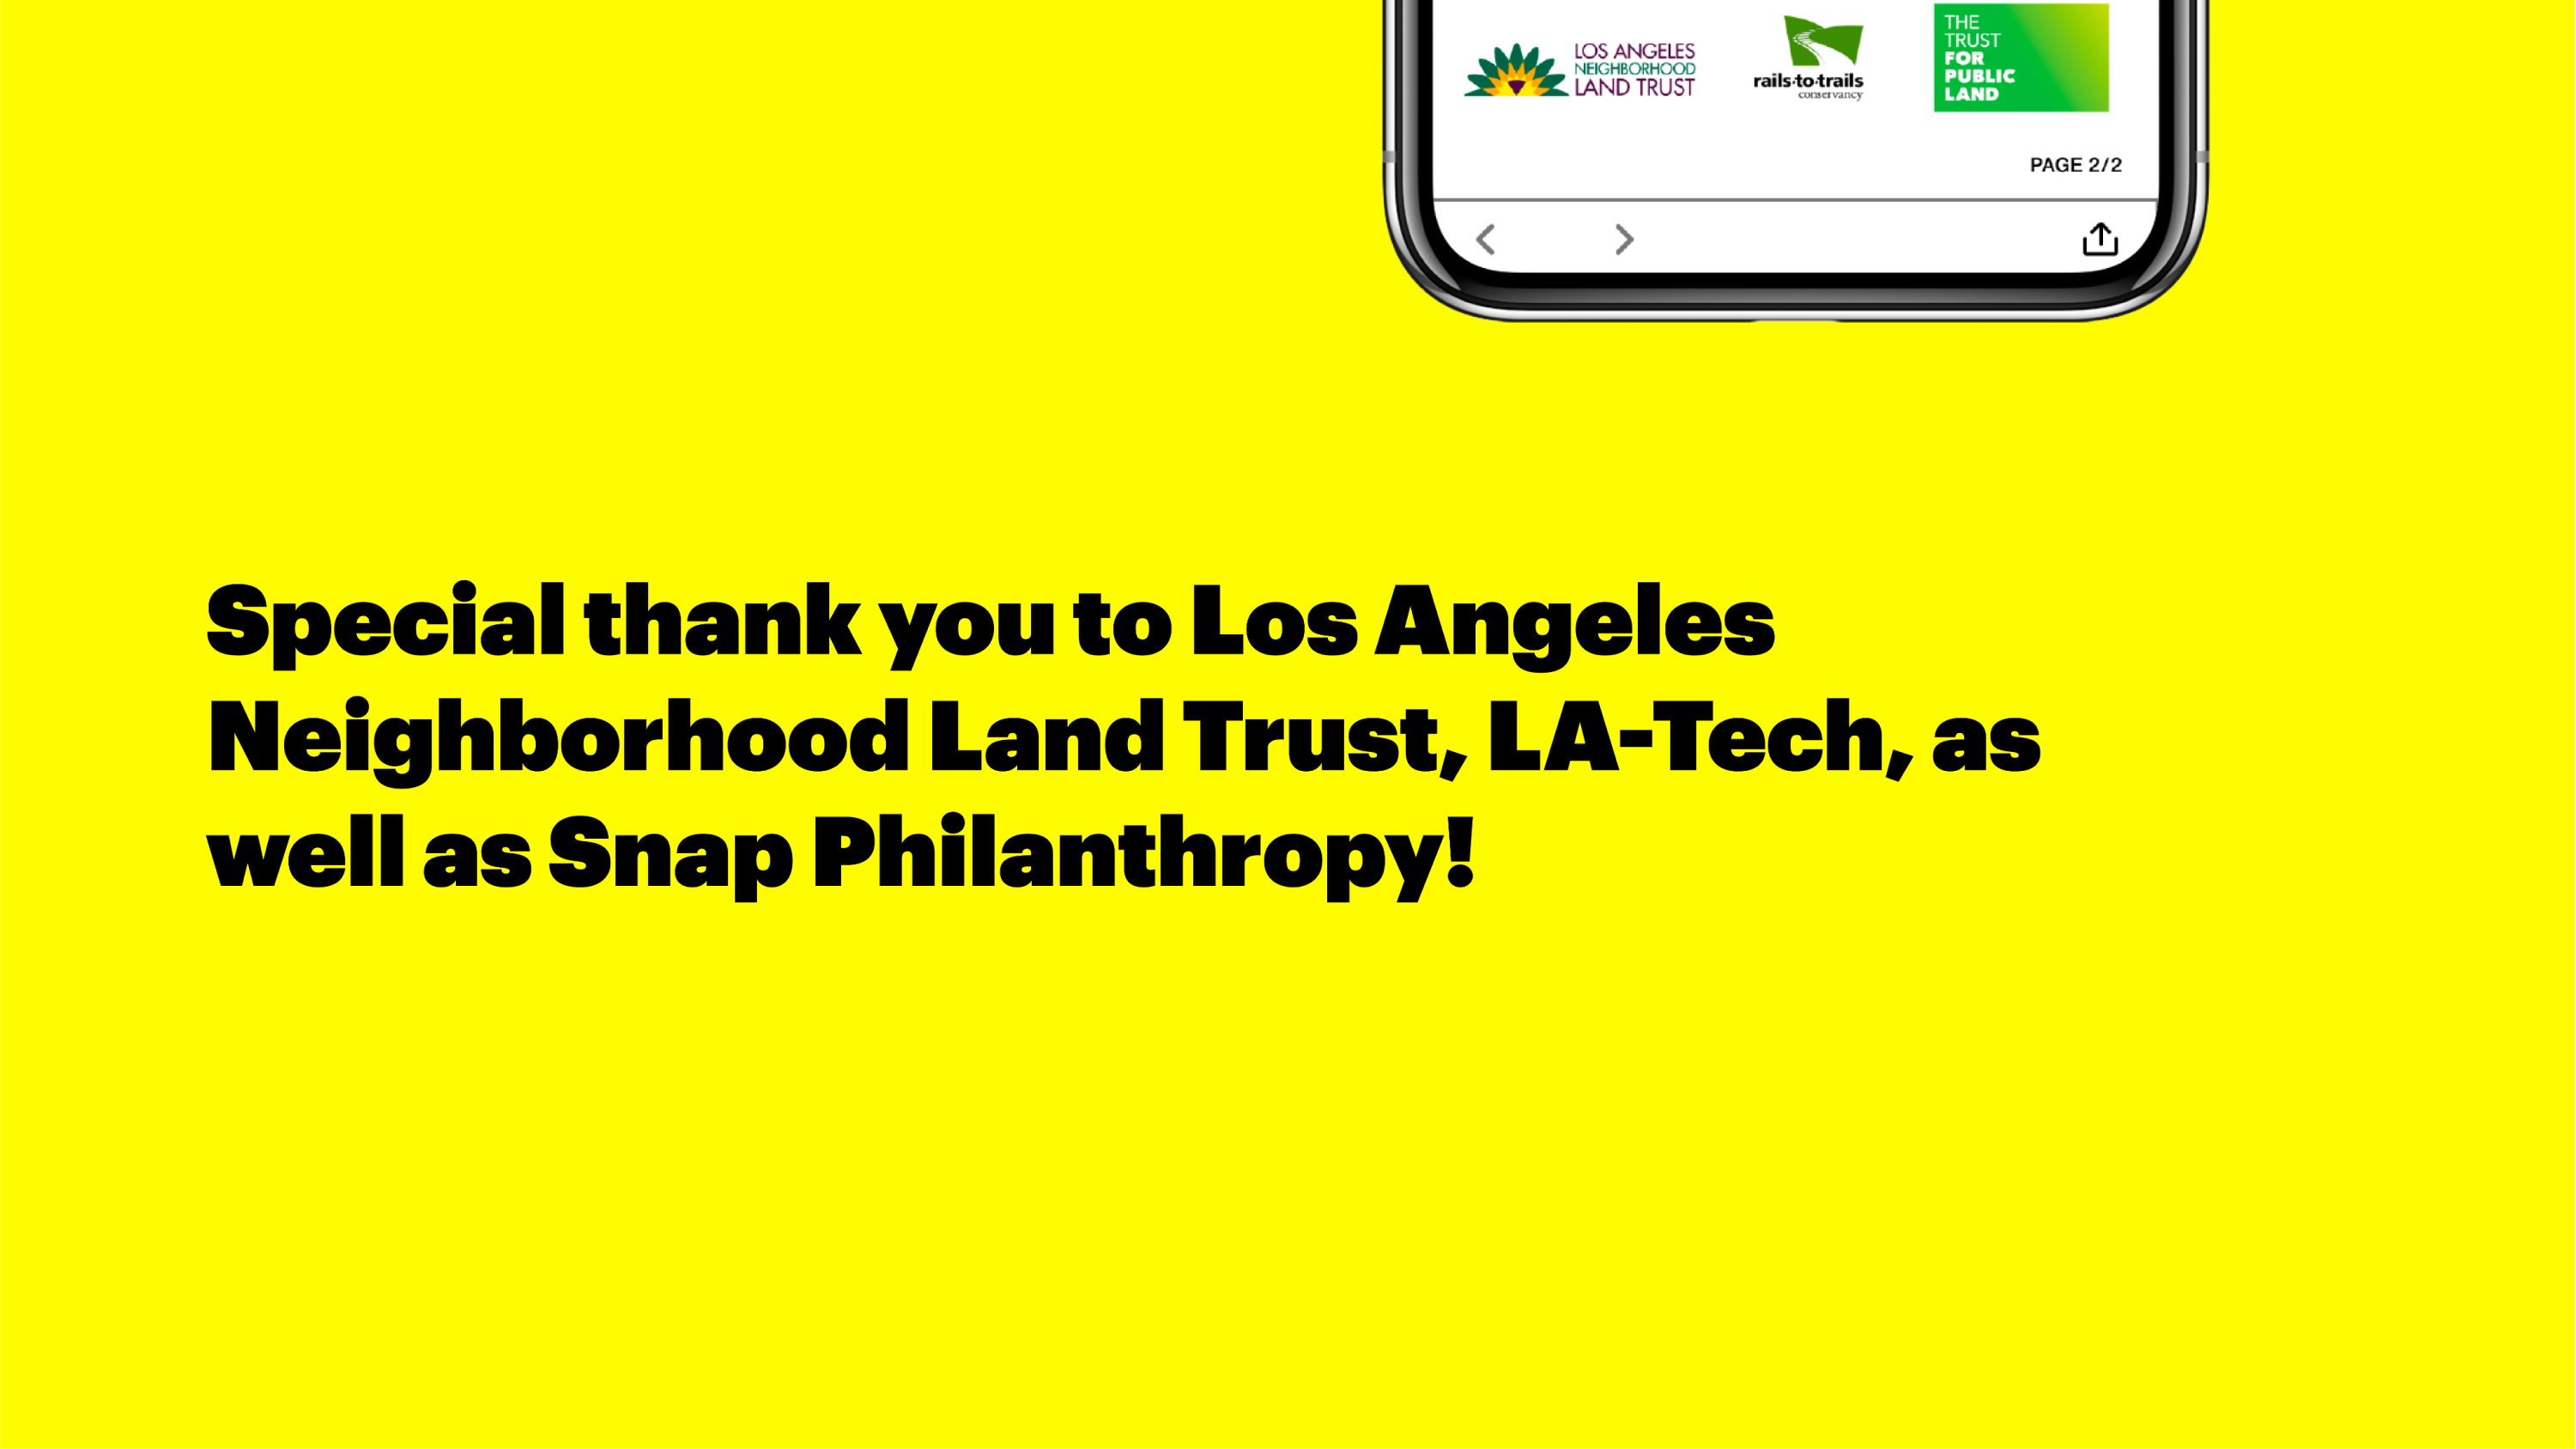 LOS ANGELES
NEIGHBORHOOD
LAND TRUST
rails·to·trails
conservancy
THE
TRUST
FOR
PUBLIC
LAND
PAGE 2/2
Special thank you to Los Angeles
Neighborhood Land Trust, LA-Tech, as
well as Snap Philanthropy!